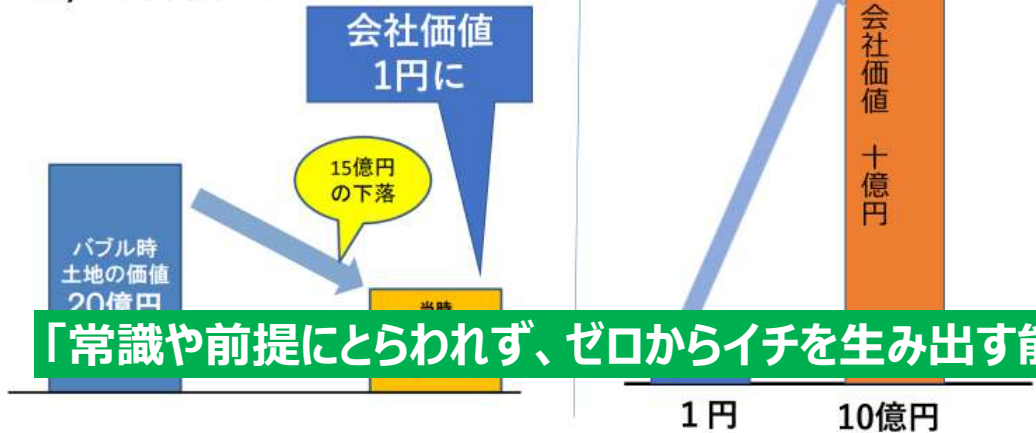 会社価値
1円に
15億円
の下落
バブル時
土地の価値
20億円
当時
会社価値 十億円
「常識や前提にとらわれず、ゼロからイチを生み出す
1円
10億円